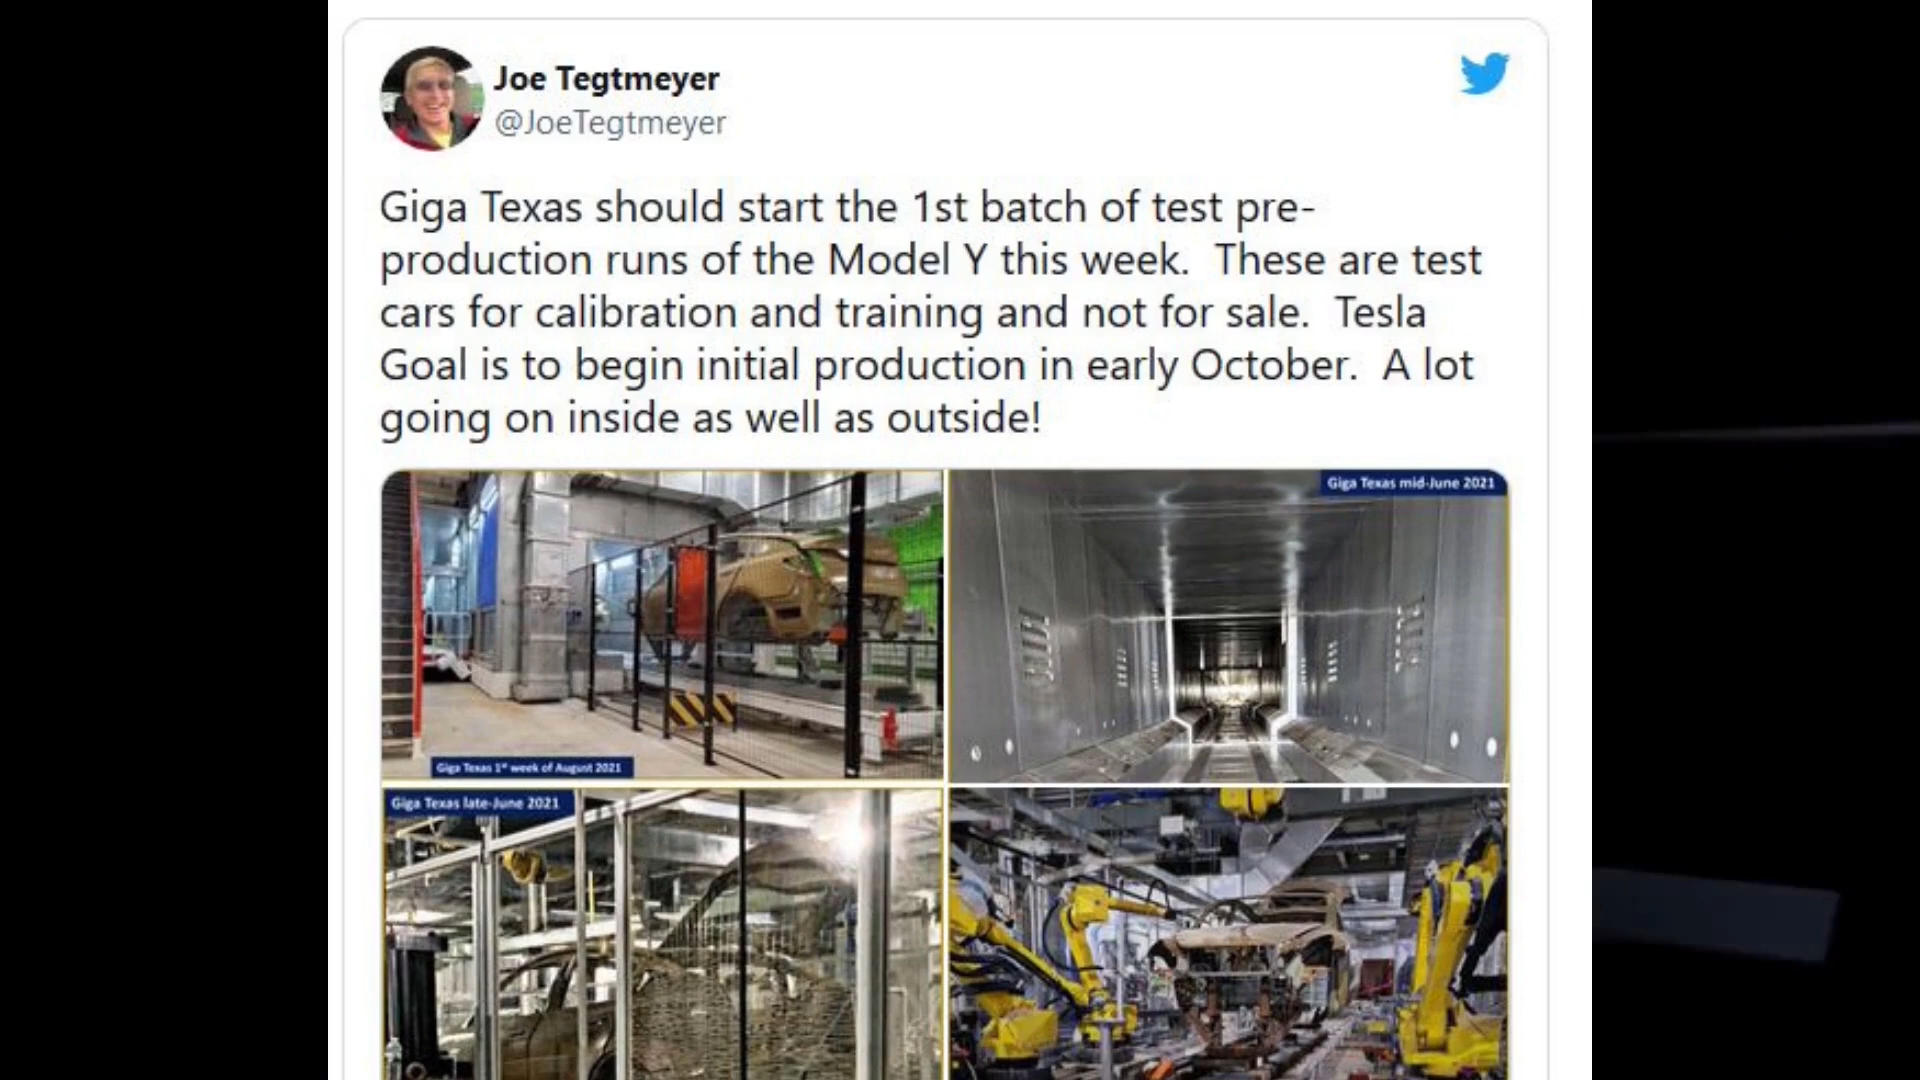 Joe Tegtmeyer
@JoeTegtmeyer
Giga Texas should start the 1st batch of test pre-
production runs of the Model Y this week.  These are test
cars for calibration and training and not for sale.  Tesla
Goal is to begin initial production in early October.  A lot
going on inside as well as outside!
Giga Texas mid-June 2021
Giga Texas 1st week of August 2021
Giga Texas late-June 2021